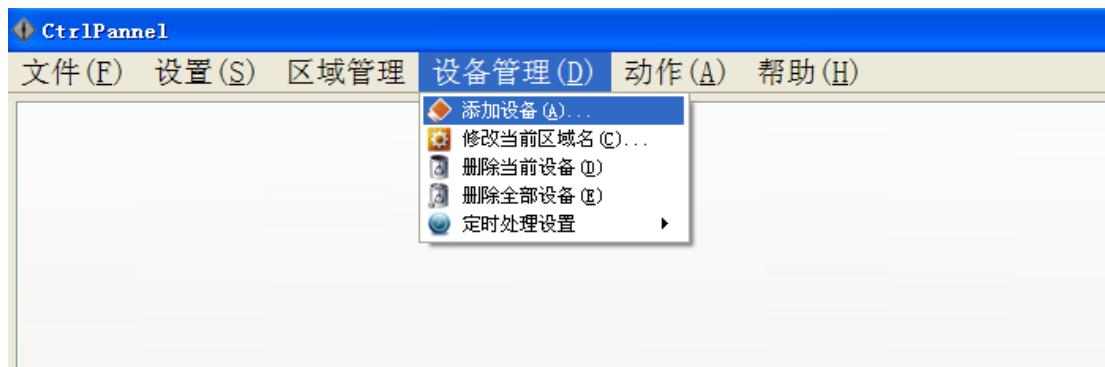 CtrlPannel
文件(F) 设置(S) 区域管理 设备管理(D) 动作(A) 帮助(H)
添加设备(A)...
修改当前区域名(C)...
删除当前设备(D)
删除全部设备(E)
定时处理设置